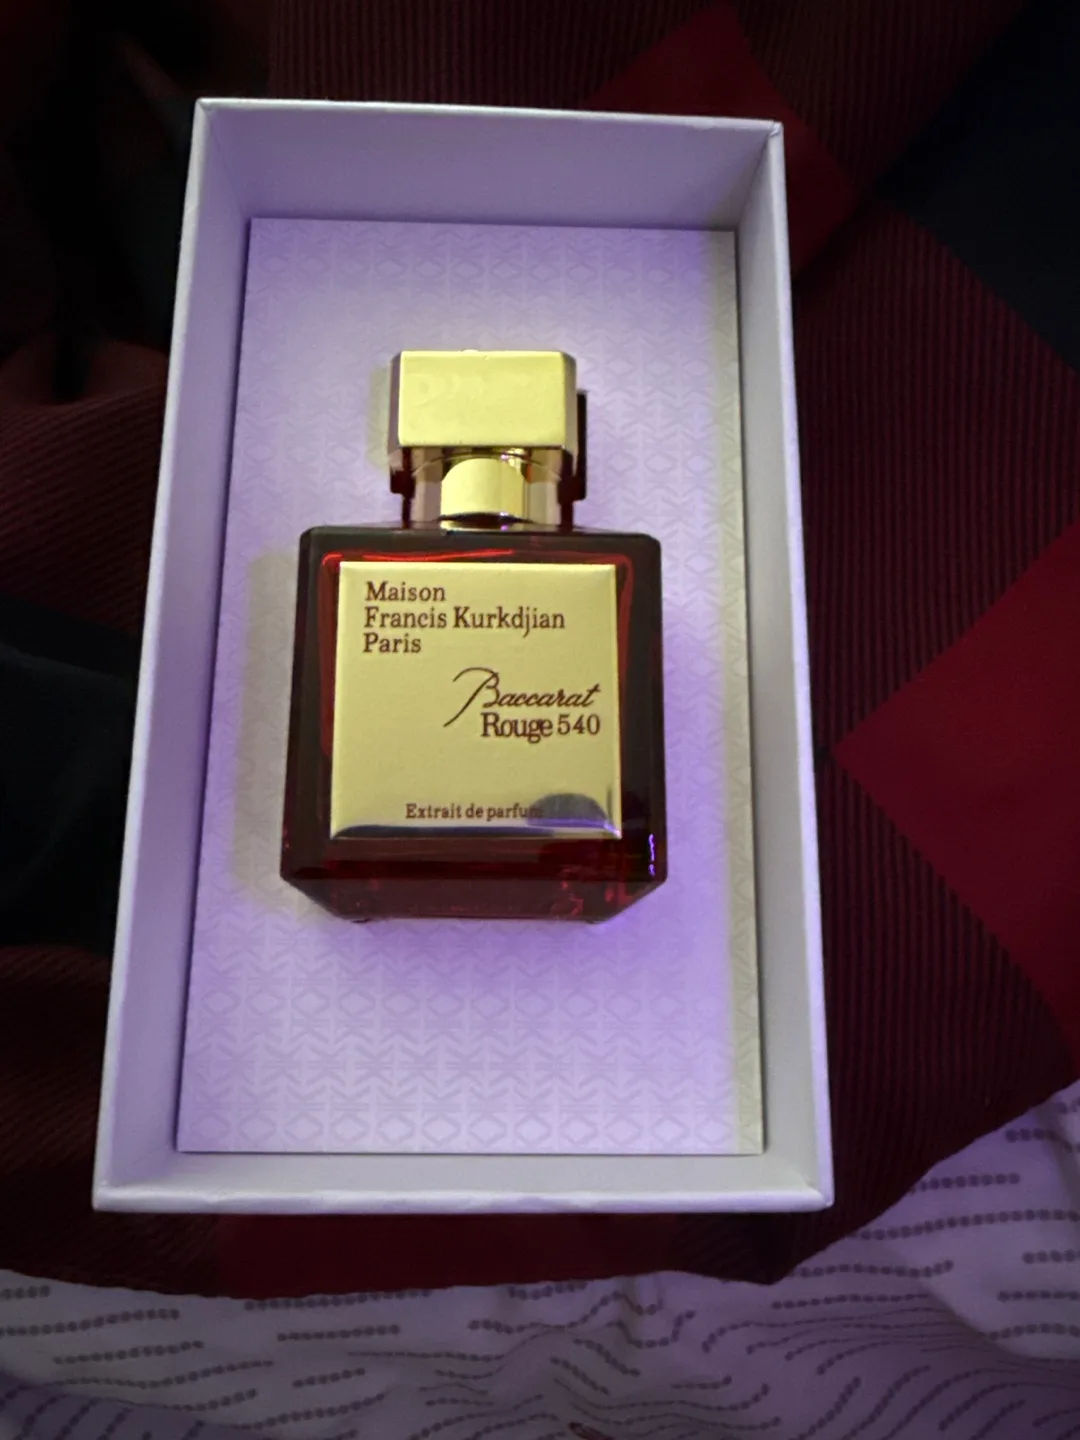 Maison
Francis Kurkdjian
Paris
Baccarat
Rouge 540
Extrait de parfum